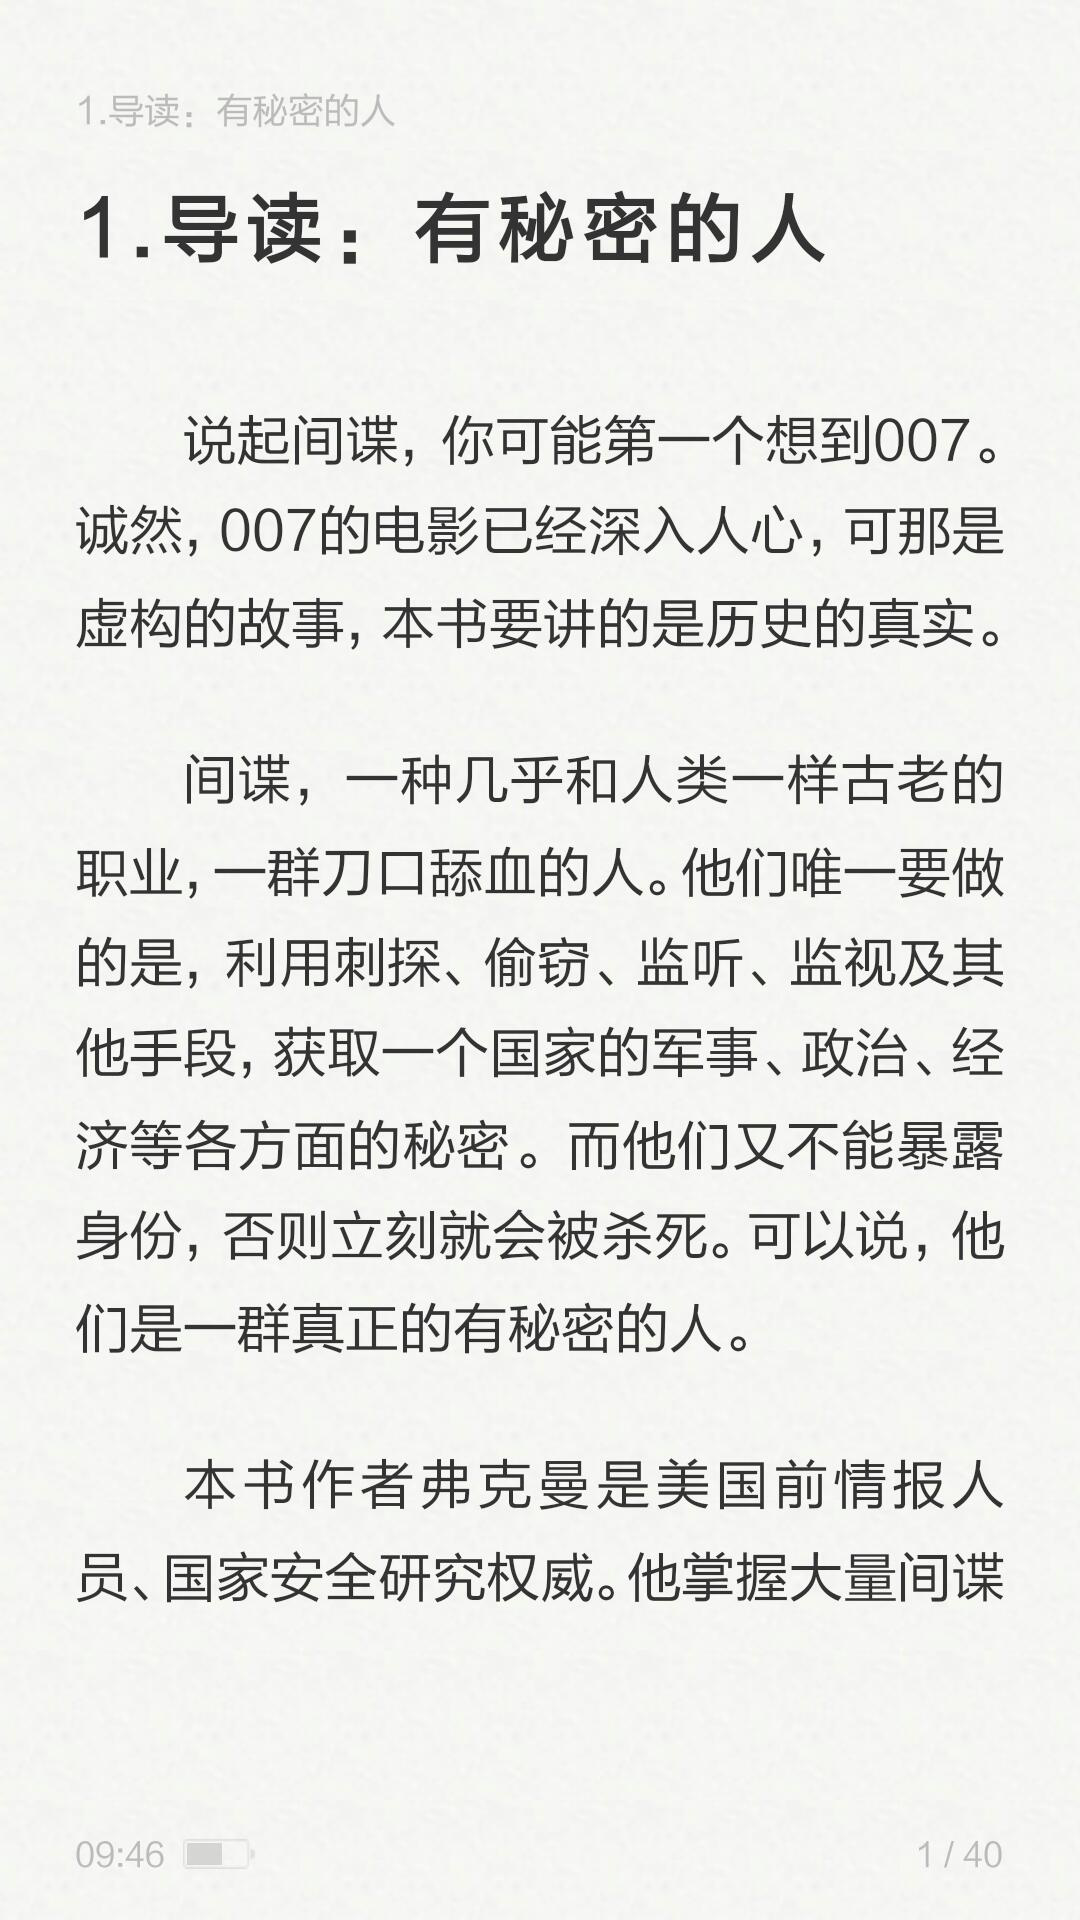 1.导读：有秘密的人
1.导读：有秘密的人
说起间谍，你可能第一个想到007。
诚然，007的电影已经深入人心，可那是
虚构的故事，本书要讲的是历史的真实。
间谍，一种几乎和人类一样古老的
职业，一群刀口舔血的人。他们唯一要做
的是，利用刺探、偷窃、监听、监视及其
他手段，获取一个国家的军事、政治、经
济等各方面的秘密。而他们又不能暴露
身份，否则立刻就会被杀死。可以说，他
们是一群真正的有秘密的人。
本书作者弗克曼是美国前情报人
员、国家安全研究权威。他掌握大量间谍
09:46
1 / 40